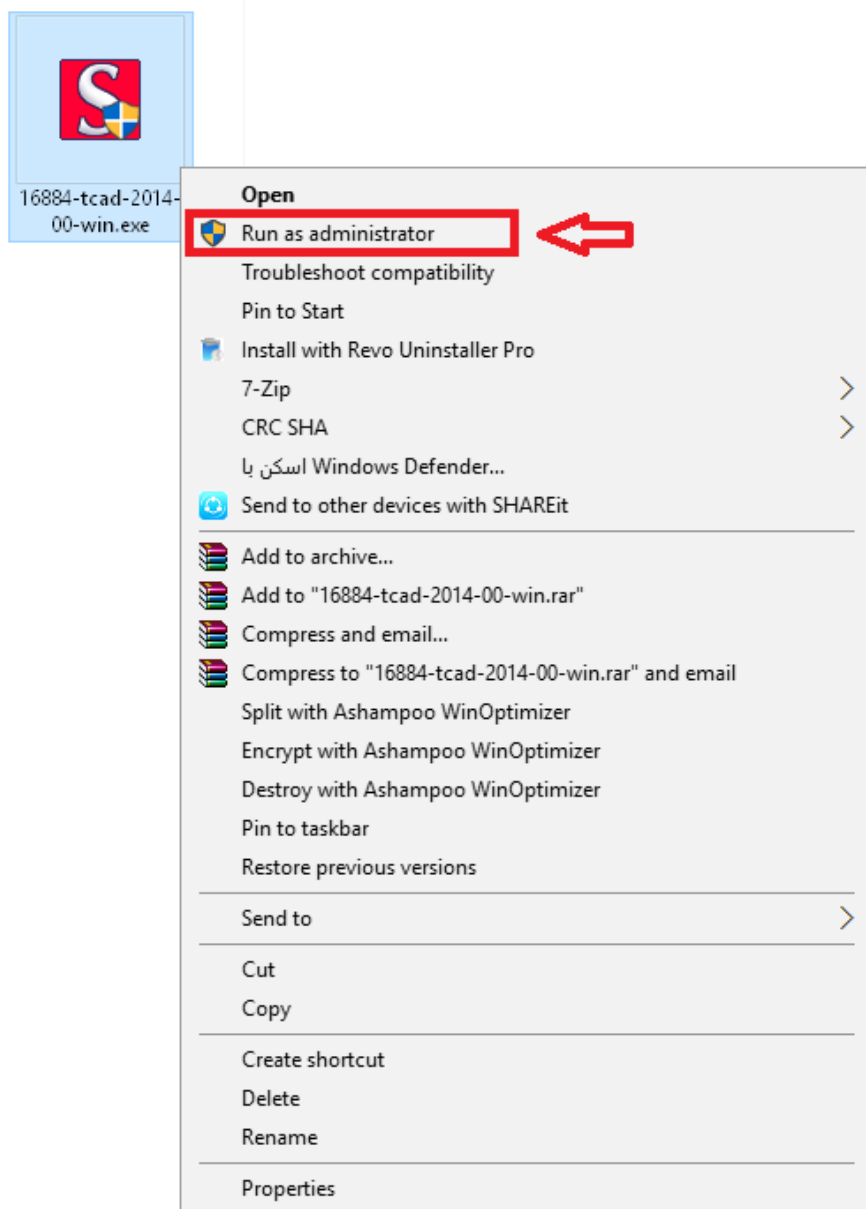 16884-tcad-2014-
00-win.exe
Open
Run as administrator
Troubleshoot compatibility
Pin to Start
Install with Revo Uninstaller Pro
7-Zip
CRC SHA
اسکن با Windows Defender...
Send to other devices with SHAREit
Add to archive...
Add to "16884-tcad-2014-00-win.rar"
Compress and email...
Compress to "16884-tcad-2014-00-win.rar" and email
Split with Ashampoo WinOptimizer
Encrypt with Ashampoo WinOptimizer
Destroy with Ashampoo WinOptimizer
Pin to taskbar
Restore previous versions
Send to
Cut
Copy
Create shortcut
Delete
Rename
Properties